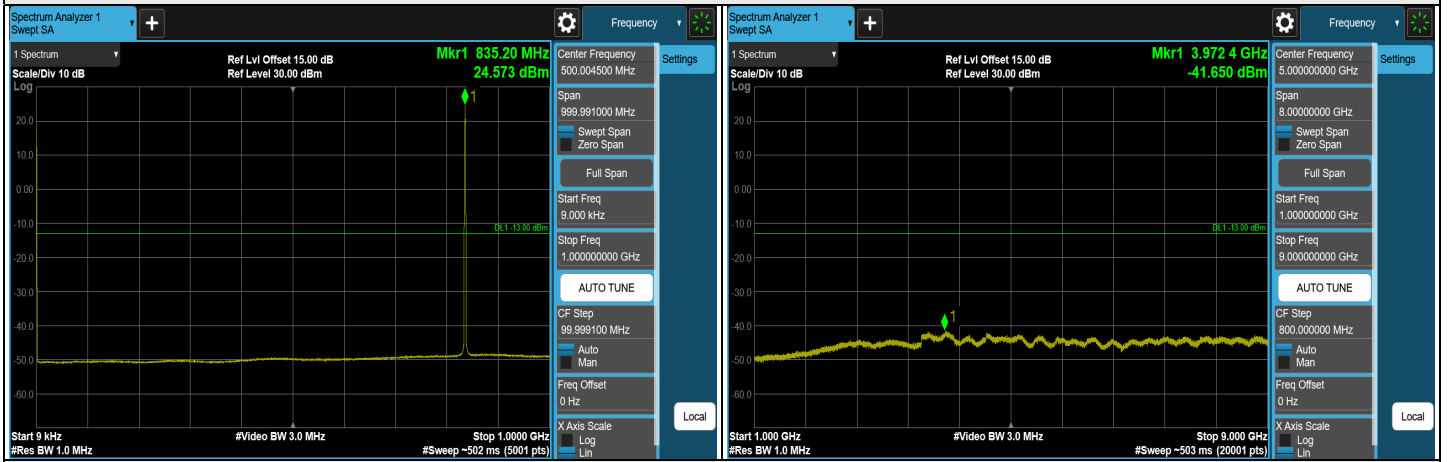 Spectrum Analyzer 1
Swept SA
+
Frequency
1 Spectrum
Scale/Div 10 dB
Log
Ref Lvl Offset 15.00 dB
Ref Level 30.00 dBm
Mkr1 835.20 MHz
24.573 dBm
1
20.0
10.0
0.00
-10.0
-20.0
-30.0
-40.0
-50.0
-60.0
DL1 -13.00 dBm
Start 9 kHz
#Res BW 1.0 MHz
#Video BW 3.0 MHz
Stop 1.0000 GHz
#Sweep ~502 ms (5001 pts)
Center Frequency
500.004500 MHz
Span
999.991000 MHz
Swept Span
Zero Span
Full Span
Start Freq
9.000 kHz
Stop Freq
1.000000000 GHz
AUTO TUNE
CF Step
99.999100 MHz
Auto
Man
Freq Offset
0 Hz
X Axis Scale
Log
Lin
Settings
Local
Spectrum Analyzer 1
Swept SA
+
Frequency
1 Spectrum
Scale/Div 10 dB
Log
Ref Lvl Offset 15.00 dB
Ref Level 30.00 dBm
Mkr1 3.972 4 GHz
-41.650 dBm
1
20.0
10.0
0.00
-10.0
-20.0
-30.0
-40.0
-50.0
-60.0
DL1 -13.00 dBm
Start 1.000 GHz
#Res BW 1.0 MHz
#Video BW 3.0 MHz
Stop 9.000 GHz
#Sweep ~503 ms (20001 pts)
Center Frequency
5.000000000 GHz
Span
8.00000000 GHz
Swept Span
Zero Span
Full Span
Start Freq
1.000000000 GHz
Stop Freq
9.000000000 GHz
AUTO TUNE
CF Step
800.000000 MHz
Auto
Man
Freq Offset
0 Hz
X Axis Scale
Log
Lin
Settings
Local